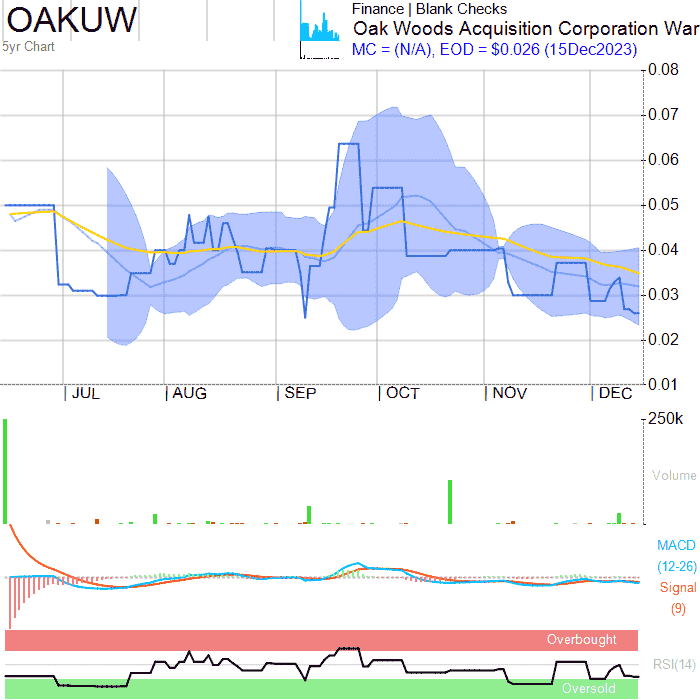 OAKUW
5yr Chart
Finance | Blank Checks
Oak Woods Acquisition Corporation War
MC = (N/A), EOD = $0.026 (15Dec2023)
0.08
0.07
0.06
0.05
0.04
0.03
0.02
0.01
JUL AUG SEP OCT NOV DEC
250k
Volume
MACD
(12-26)
Signal
(9)
Overbought
RSI(14)
Oversold